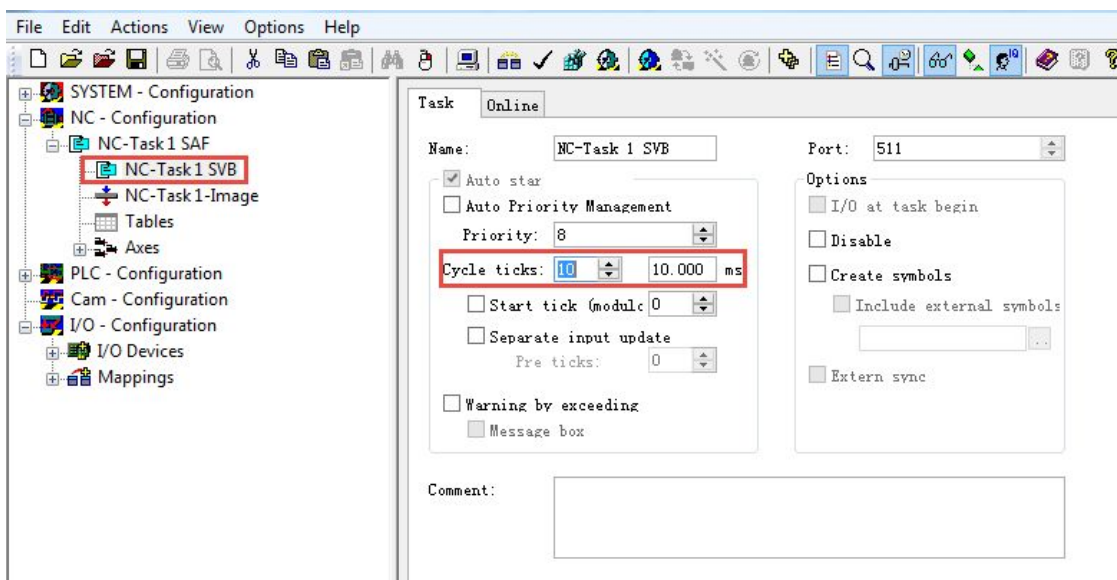 File Edit Actions View Options Help
SYSTEM - Configuration
NC - Configuration
NC-Task 1 SAF
NC-Task 1 SVB
NC-Task 1-Image
Tables
Axes
PLC - Configuration
Cam - Configuration
I/O - Configuration
I/O Devices
Mappings
Task Online
Name: NC-Task 1 SVB Port: 511
Auto star Options
Auto Priority Management I/O at task begin
Priority: 8 Disable
Cycle ticks: 10 10.000 ms Create symbols
Start tick (modulc 0 Include external symbols
Separate input update ..
Pre ticks: 0 Extern sync
Warning by exceeding
Message box
Comment: